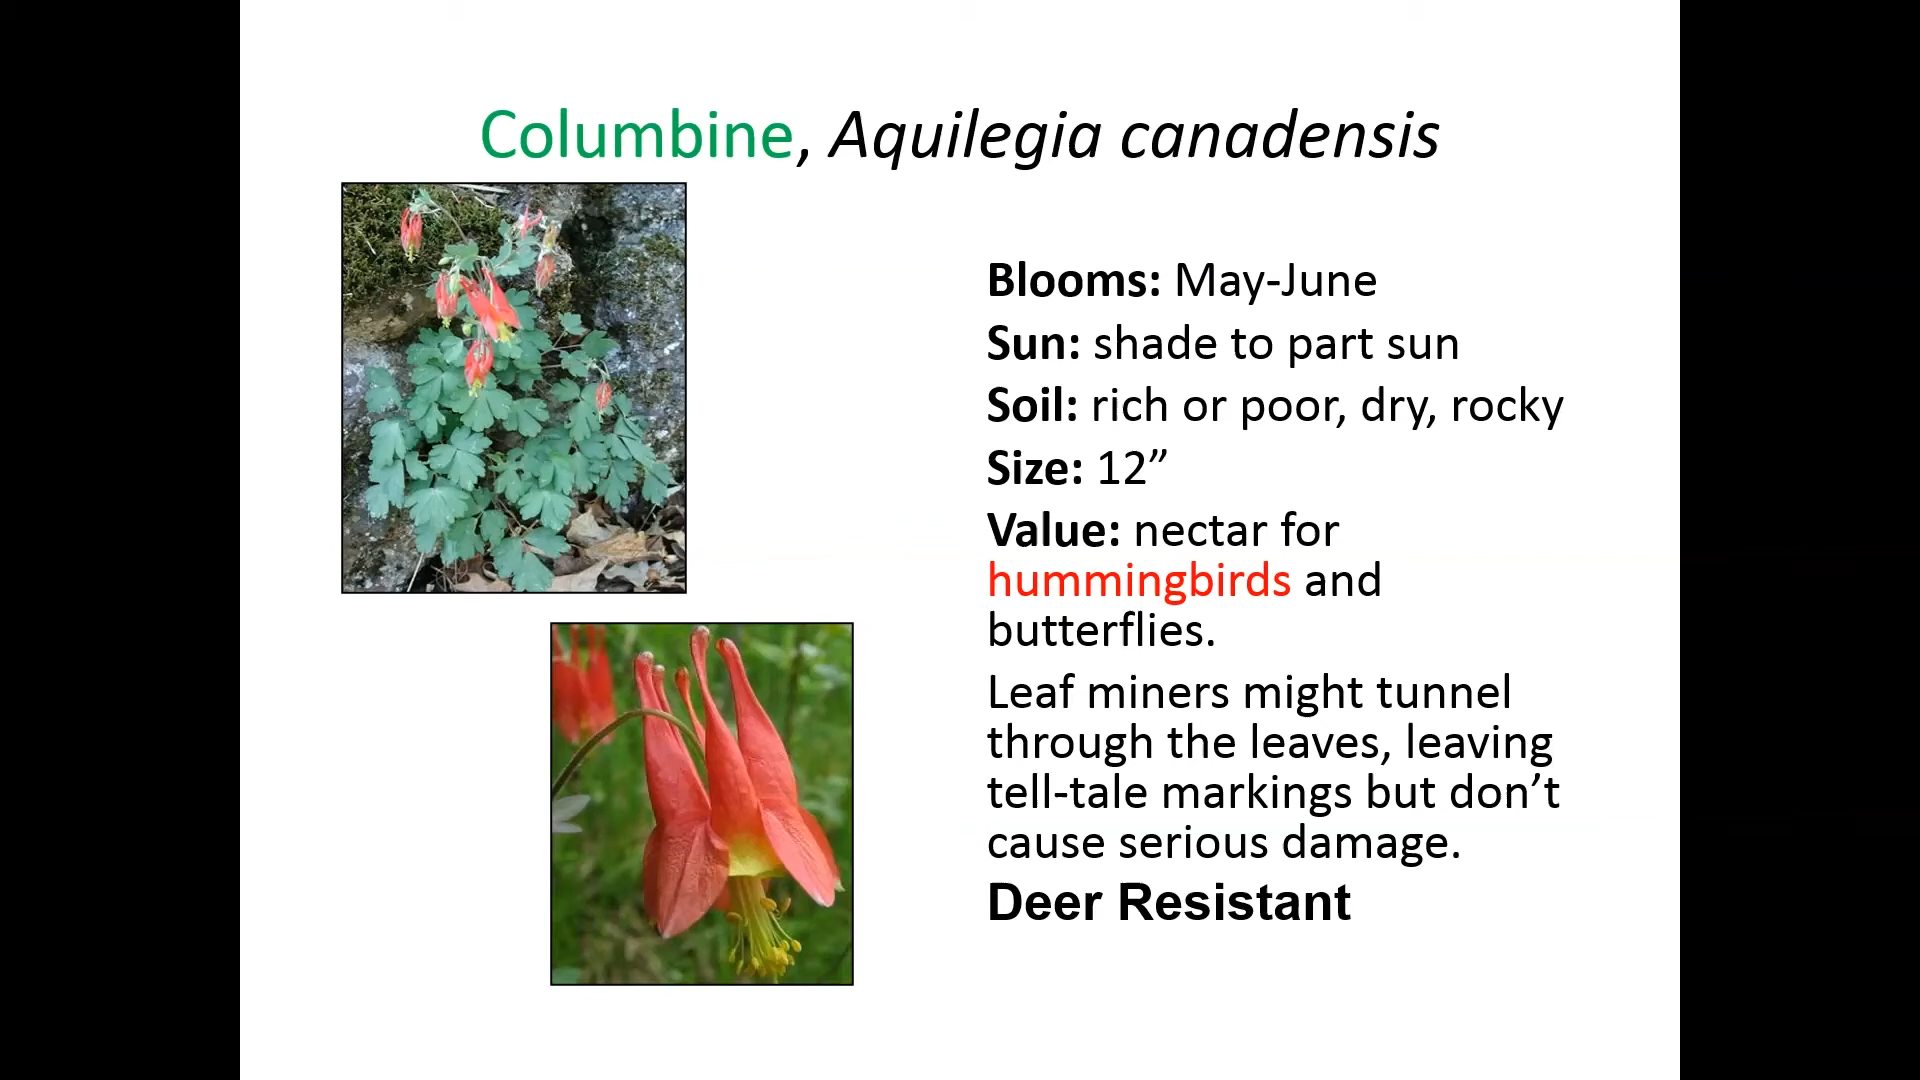 Columbine, Aquilegia canadensis
Blooms: May-June
Sun: shade to part sun
Soil: rich or poor, dry, rocky
Size: 12”
Value: nectar for
hummingbirds and
butterflies.
Leaf miners might tunnel
through the leaves, leaving
tell-tale markings but don’t
cause serious damage.
Deer Resistant